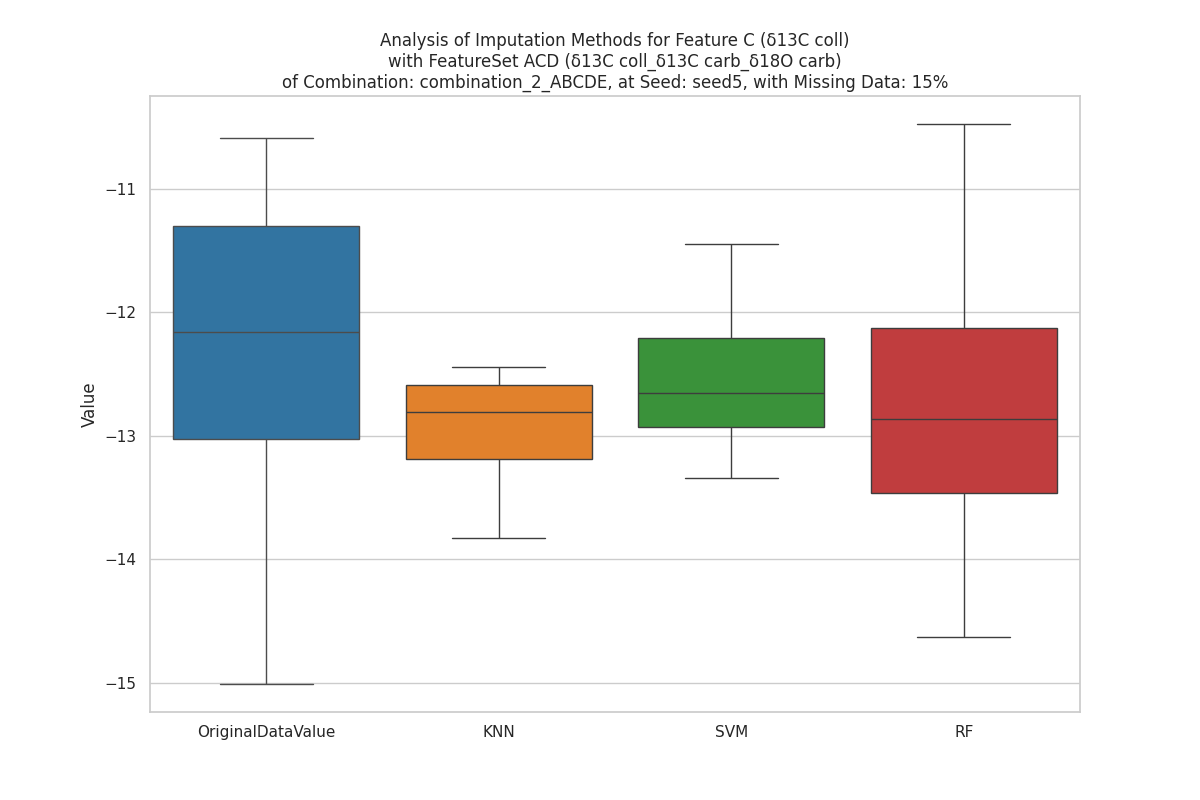 Analysis of Imputation Methods for Feature C (δ13C coll)
with FeatureSet ACD (δ13C coll_δ13C carb_δ18O carb)
of Combination: combination_2_ABCDE, at Seed: seed5, with Missing Data: 15%
Value
−11
−12
−13
−14
−15
OriginalDataValue
KNN
SVM
RF